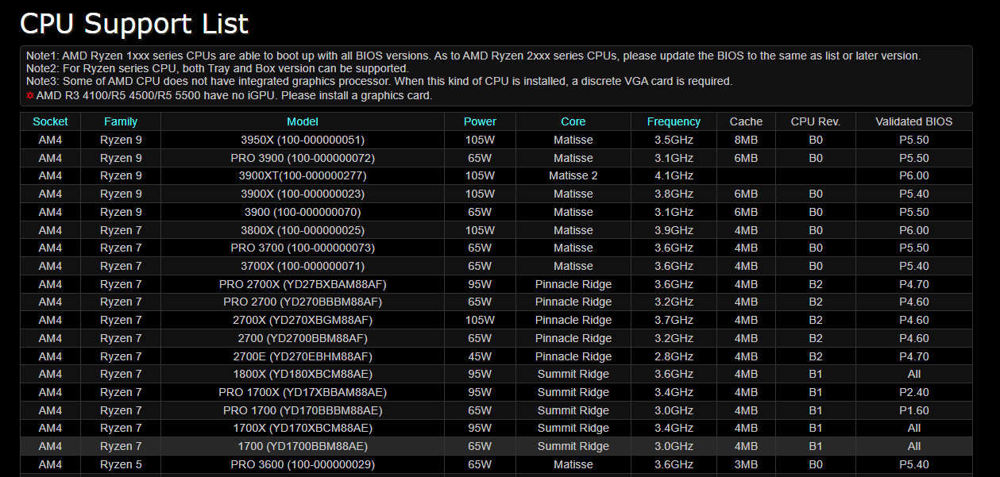 CPU Support List
Note1: AMD Ryzen 1xxx series CPUs are able to boot up with all BIOS versions. As to AMD Ryzen 2xxx series CPUs, please update the BIOS to the same as list or later version.
Note2: For Ryzen series CPU, both Tray and Box version can be supported.
Note3: Some of AMD CPU does not have integrated graphics processor. When this kind of CPU is installed, a discrete VGA card is required.
AMD R3 4100/R5 4500/R5 5500 have no iGPU. Please install a graphics card.
Socket Family Model Power Core Frequency Cache CPU Rev. Validated BIOS
AM4 Ryzen 9 3950X (100-000000051) 105W Matisse 3.5GHz 8MB B0 P5.50
AM4 Ryzen 9 PRO 3900 (100-000000072) 65W Matisse 3.1GHz 6MB B0 P5.50
AM4 Ryzen 9 3900XT(100-000000277) 105W Matisse 2 4.1GHz P6.00
AM4 Ryzen 9 3900X (100-000000023) 105W Matisse 3.8GHz 6MB B0 P5.40
AM4 Ryzen 9 3900 (100-000000070) 65W Matisse 3.1GHz 6MB B0 P5.50
AM4 Ryzen 7 3800X (100-000000025) 105W Matisse 3.9GHz 4MB B0 P6.00
AM4 Ryzen 7 PRO 3700 (100-000000073) 65W Matisse 3.6GHz 4MB B0 P5.50
AM4 Ryzen 7 3700X (100-000000071) 65W Matisse 3.6GHz 4MB B0 P5.40
AM4 Ryzen 7 PRO 2700X (YD27BXBAM88AF) 95W Pinnacle Ridge 3.6GHz 4MB B2 P4.70
AM4 Ryzen 7 PRO 2700 (YD270BBBM88AF) 65W Pinnacle Ridge 3.2GHz 4MB B2 P4.60
AM4 Ryzen 7 2700X (YD270XBGM88AF) 105W Pinnacle Ridge 3.7GHz 4MB B2 P4.60
AM4 Ryzen 7 2700 (YD2700BBM88AF) 65W Pinnacle Ridge 3.2GHz 4MB B2 P4.60
AM4 Ryzen 7 2700E (YD270EBHM88AF) 45W Pinnacle Ridge 2.8GHz 4MB B2 P4.70
AM4 Ryzen 7 1800X (YD180XBCM88AE) 95W Summit Ridge 3.6GHz 4MB B1 All
AM4 Ryzen 7 PRO 1700X (YD17XBBAM88AE) 95W Summit Ridge 3.4GHz 4MB B1 P2.40
AM4 Ryzen 7 PRO 1700 (YD170BBBM88AE) 65W Summit Ridge 3.0GHz 4MB B1 P1.60
AM4 Ryzen 7 1700X (YD170XBCM88AE) 95W Summit Ridge 3.4GHz 4MB B1 All
AM4 Ryzen 7 1700 (YD1700BBM88AE) 65W Summit Ridge 3.0GHz 4MB B1 All
AM4 Ryzen 5 PRO 3600 (100-000000029) 65W Matisse 3.6GHz 3MB B0 P5.40